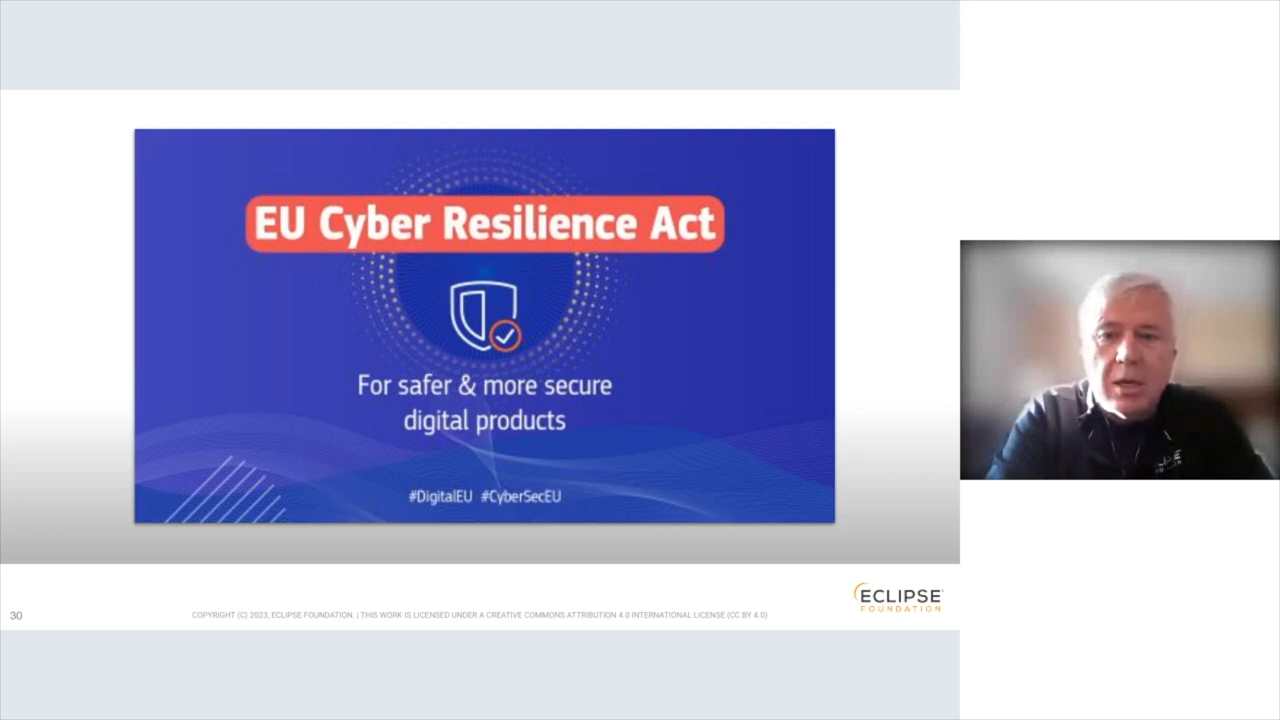 EU Cyber Resilience Act
For safer & more secure
digital products
#DigitalEU #CyberSecEU
30
COPYRIGHT (C) 2023, ECLIPSE FOUNDATION. | THIS WORK IS LICENSED UNDER A CREATIVE COMMONS ATTRIBUTION 4.0 INTERNATIONAL LICENSE (CC BY 4.0)
ECLIPSE
FOUNDATION